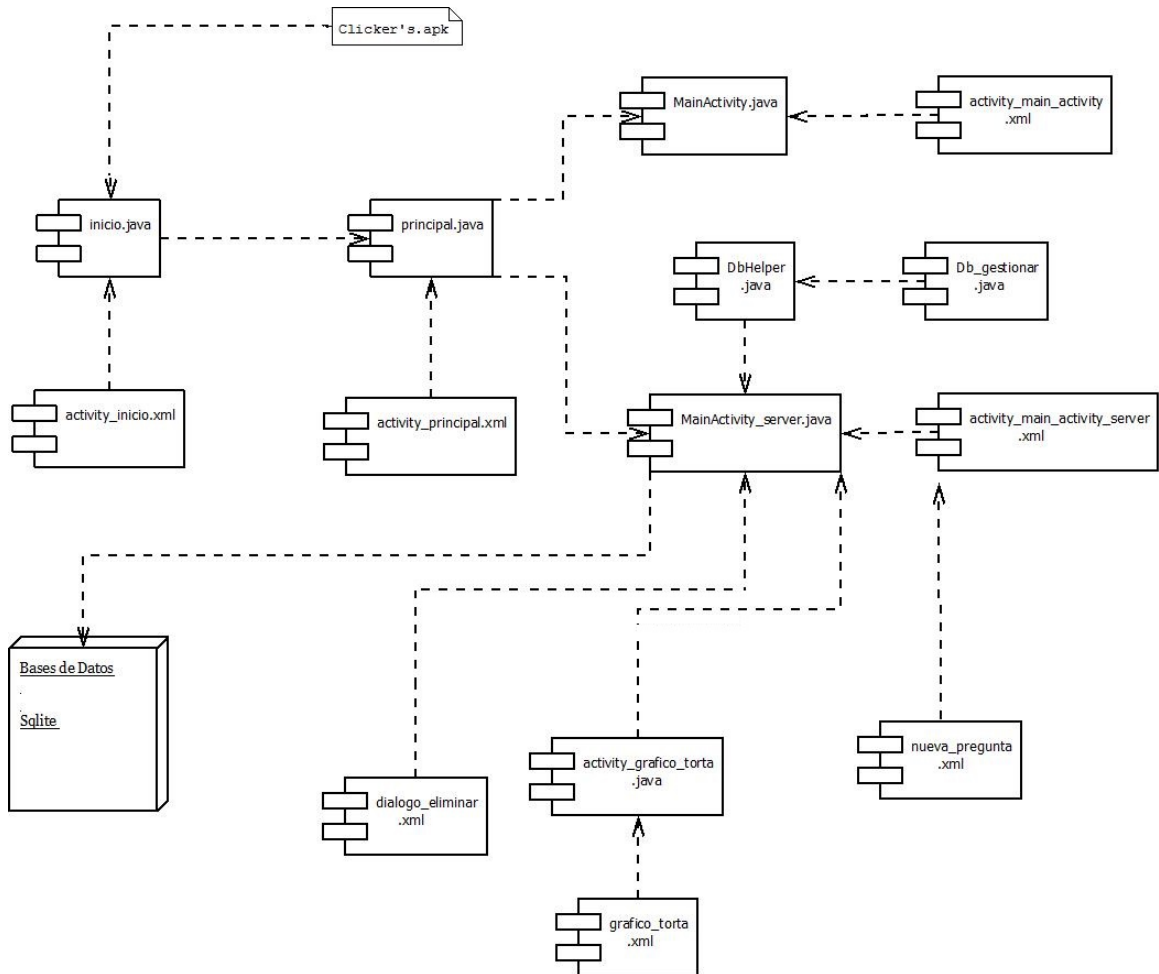 Clicker's.apk
MainActivity.java
activity_main_activity
.xml
inicio.java
principal.java
DbHelper
.java
Db_gestionar
.java
activity_inicio.xml
activity_principal.xml
MainActivity_server.java
activity_main_activity_server
.xml
Bases de Datos
.
.
Sqlite
dialogo_eliminar
.xml
activity_grafico_torta
.java
nueva_pregunta
.xml
grafico_torta
.xml